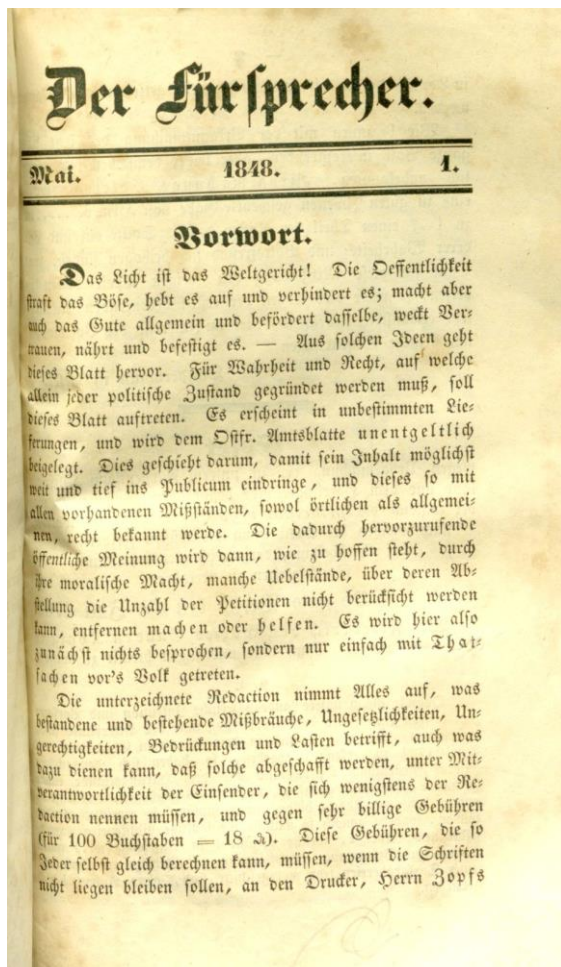 Der Fürsprecher.
Mai. 1848. 1.
Vorwort.
Das Licht ist das Weltgericht! Die Oeffentlichkeit
straft das Böse, hebt es auf und verhindert es; macht aber
auch das Gute allgemein und befördert dasselbe, weckt Ver-
trauen, nährt und befestigt es. — Aus solchen Ideen geht
dieses Blatt hervor. Für Wahrheit und Recht, auf welche
allein jeder politische Zustand gegründet werden muß, soll
dieses Blatt auftreten. Es erscheint in unbestimmten Lie-
ferungen, und wird dem Ostfr. Amtsblatte unentgeltlich
beigelegt. Dies geschieht darum, damit sein Inhalt möglichst
weit und tief ins Publicum eindringe, und dieses so mit
allen vorhandenen Mißständen, sowol örtlichen als allgemei-
nen, recht bekannt werde. Die dadurch hervorzurufende
öffentliche Meinung wird dann, wie zu hoffen steht, durch
ihre moralische Macht, manche Uebelstände, über deren Ab-
stellung die Unzahl der Petitionen nicht berücksicht werden
kann, entfernen machen oder helfen. Es wird hier also
zunächst nichts besprochen, sondern nur einfach mit That-
sachen vor's Volk getreten.
Die unterzeichnete Redaction nimmt Alles auf, was
bestandene und bestehende Mißbräuche, Ungesetzlichkeiten, Un-
gerechtigkeiten, Bedrückungen und Lasten betrifft, auch was
dazu dienen kann, daß solche abgeschafft werden, unter Mit-
verantwortlichkeit der Einsender, die sich wenigstens der Re-
daction nennen müssen, und gegen sehr billige Gebühren
(für 100 Buchstaben = 18 ₰). Diese Gebühren, die so
Jeder selbst gleich berechnen kann, müssen, wenn die Schriften
nicht liegen bleiben sollen, an den Drucker, Herrn Zopfs